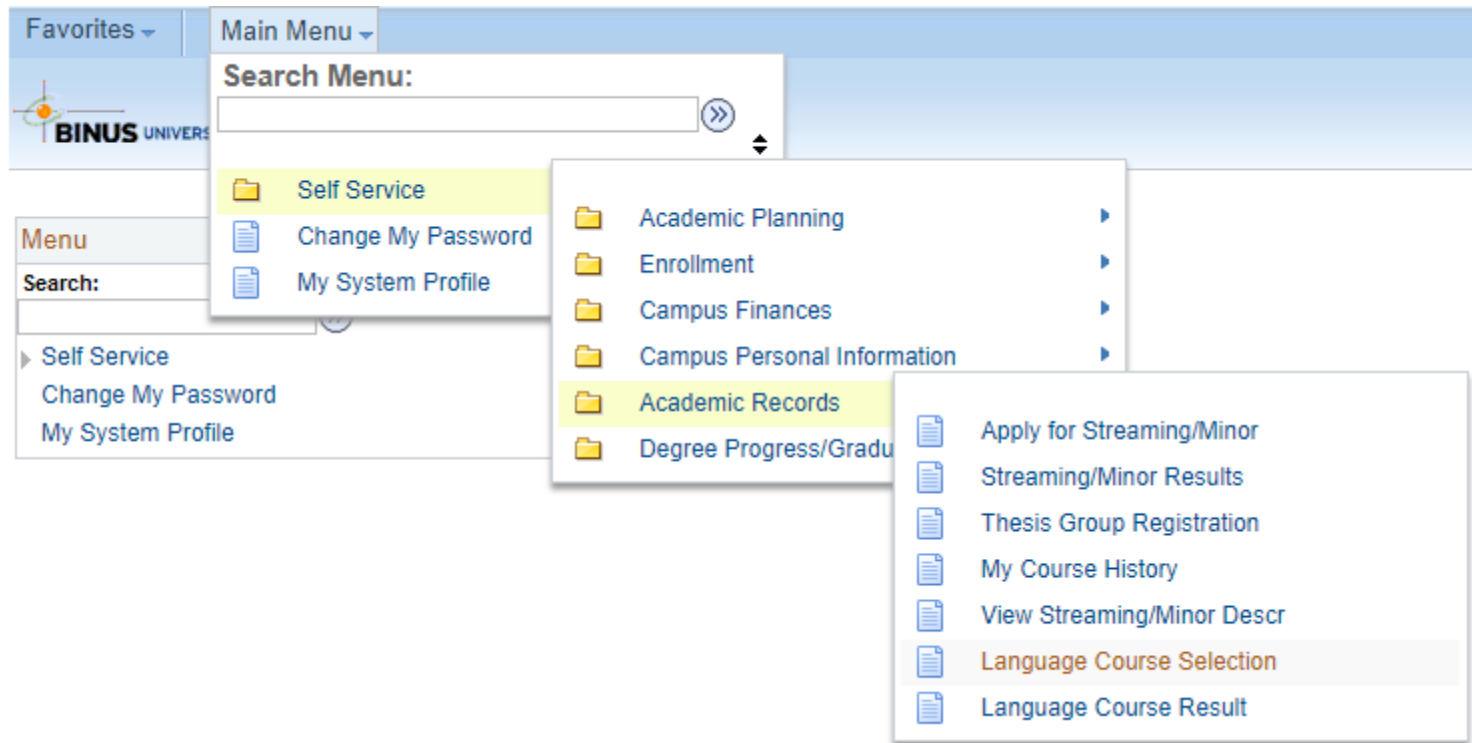 Favorites
Main Menu
Search Menu:
BINUS
Self Service
Change My Password
My System Profile
Menu
Search:
Self Service
Change My Password
My System Profile
Academic Planning
Enrollment
Campus Finances
Campus Personal Information
Academic Records
Degree
Apply for Streaming/Minor
Streaming/Minor Results
Thesis Group Registration
My Course History
View Streaming/Minor Descr
Language Course Selection
Language Course Result